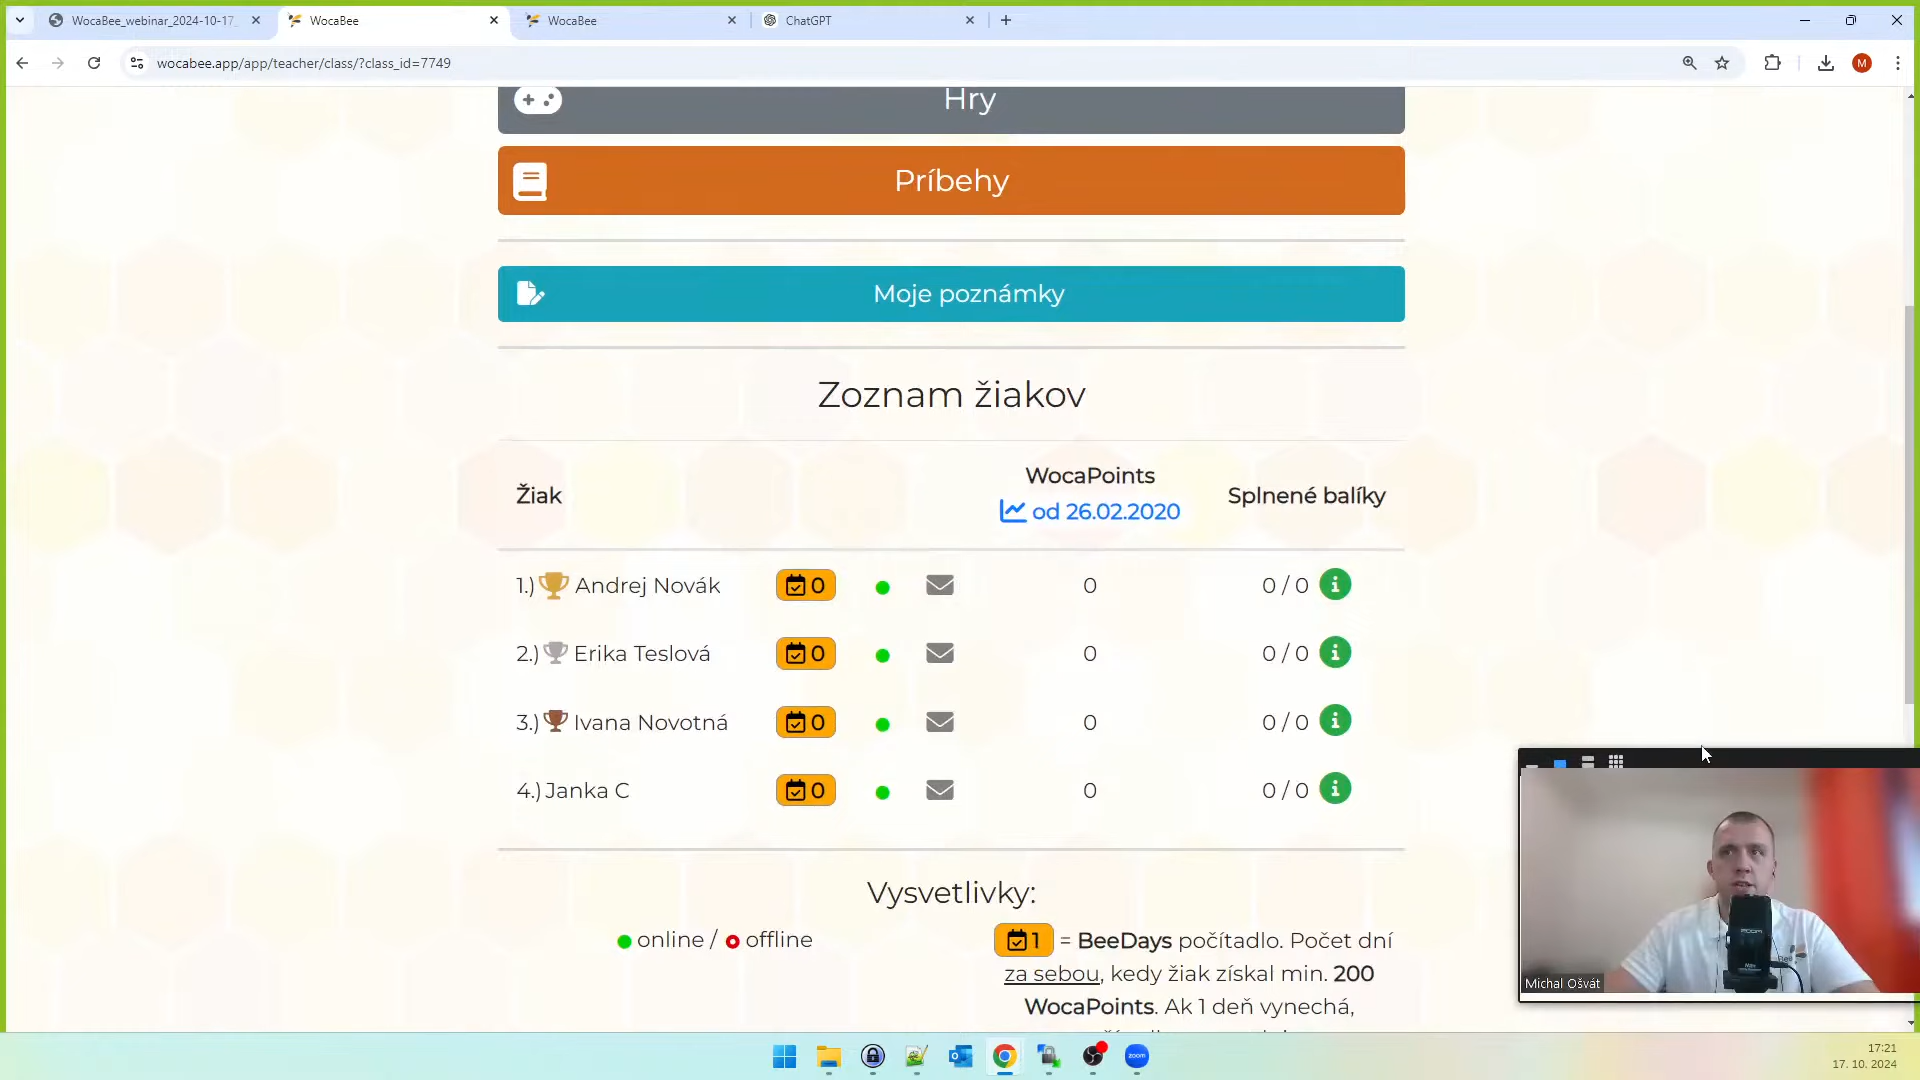 WocaBee_webinar_2024-10-17_
WocaBee
WocaBee
ChatGPT
wocabee.app/app/teacher/class/?class_id=7749
M
Hry
Príbehy
Moje poznámky
Zoznam žiakov
Žiak
WocaPoints
od 26.02.2020
Splnené balíky
1.) Andrej Novák 0 0 0 / 0
2.) Erika Teslová 0 0 0 / 0
3.) Ivana Novotná 0 0 0 / 0
4.) Janka C 0 0 0 / 0
Vysvetlivky:
online / offline
1 = BeeDays počítadlo. Počet dní
za sebou, kedy žiak získal min. 200
WocaPoints. Ak 1 deň vynechá,
Michal Ošvát
zoom
17:21
17. 10. 2024